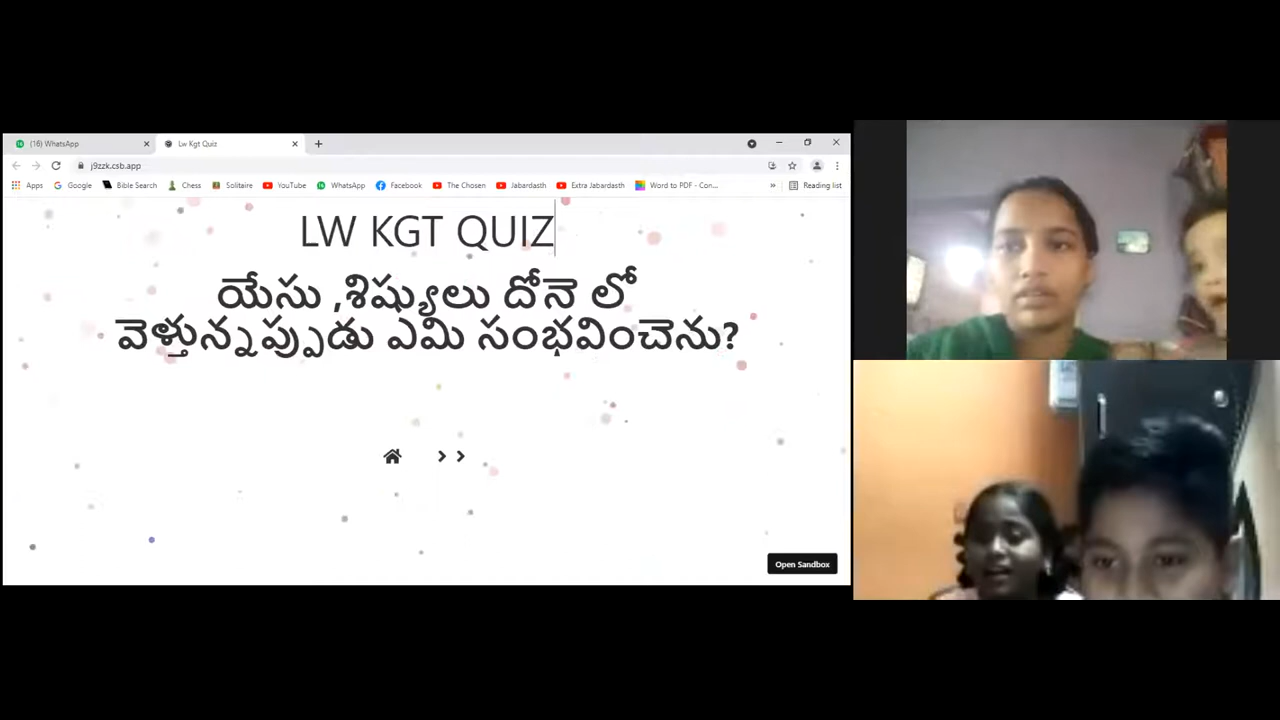 (16) WhatsApp
Lw Kgt Quiz
j9zzk.csb.app
Apps Google Bible Search Chess Solitaire YouTube WhatsApp Facebook The Chosen Jabardasth Extra Jabardasth Word to PDF - Con... » Reading list
LW KGT QUIZ
యేసు ,శిష్యులు దోనె లో
వెళ్తున్నప్పుడు ఎమి సంభవించెను?
Open Sandbox